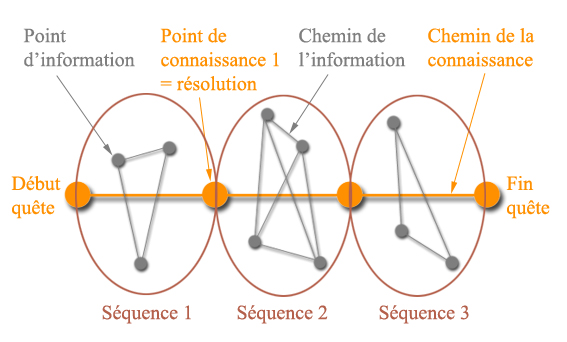 Point
d’information
Point de
connaissance 1
= résolution
Chemin de
l’information
Chemin de la
connaissance
Début
quête
Fin
quête
Séquence 1
Séquence 2
Séquence 3